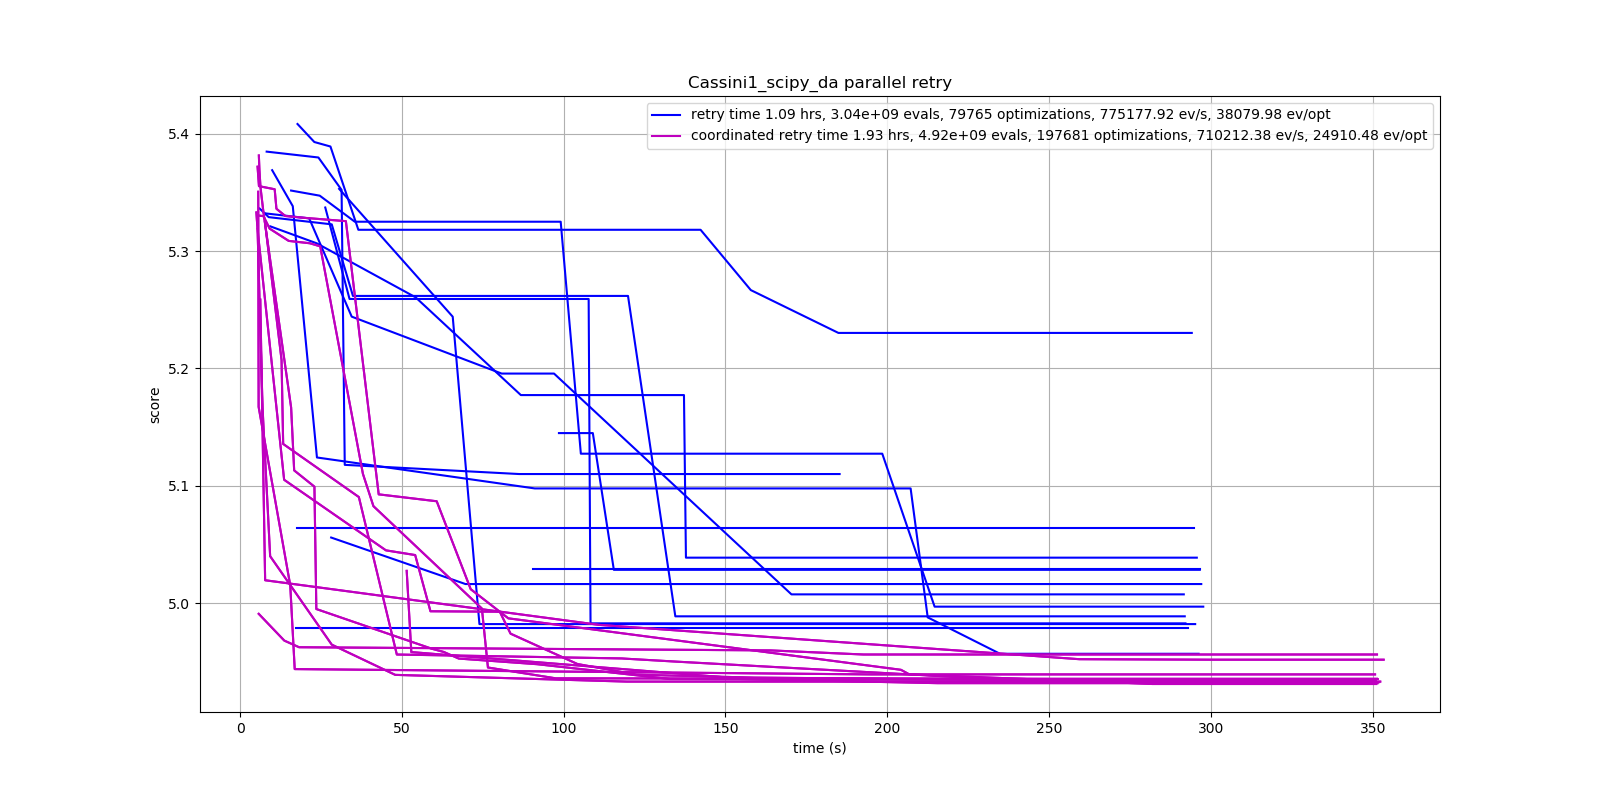 Cassini1_scipy_da parallel retry
retry time 1.09 hrs, 3.04e+09 evals, 79765 optimizations, 775177.92 ev/s, 38079.98 ev/opt
coordinated retry time 1.93 hrs, 4.92e+09 evals, 197681 optimizations, 710212.38 ev/s, 24910.48 ev/opt
5.4
5.3
5.2
5.1
5.0
score
0 50 100 150 200 250 300 350
time (s)